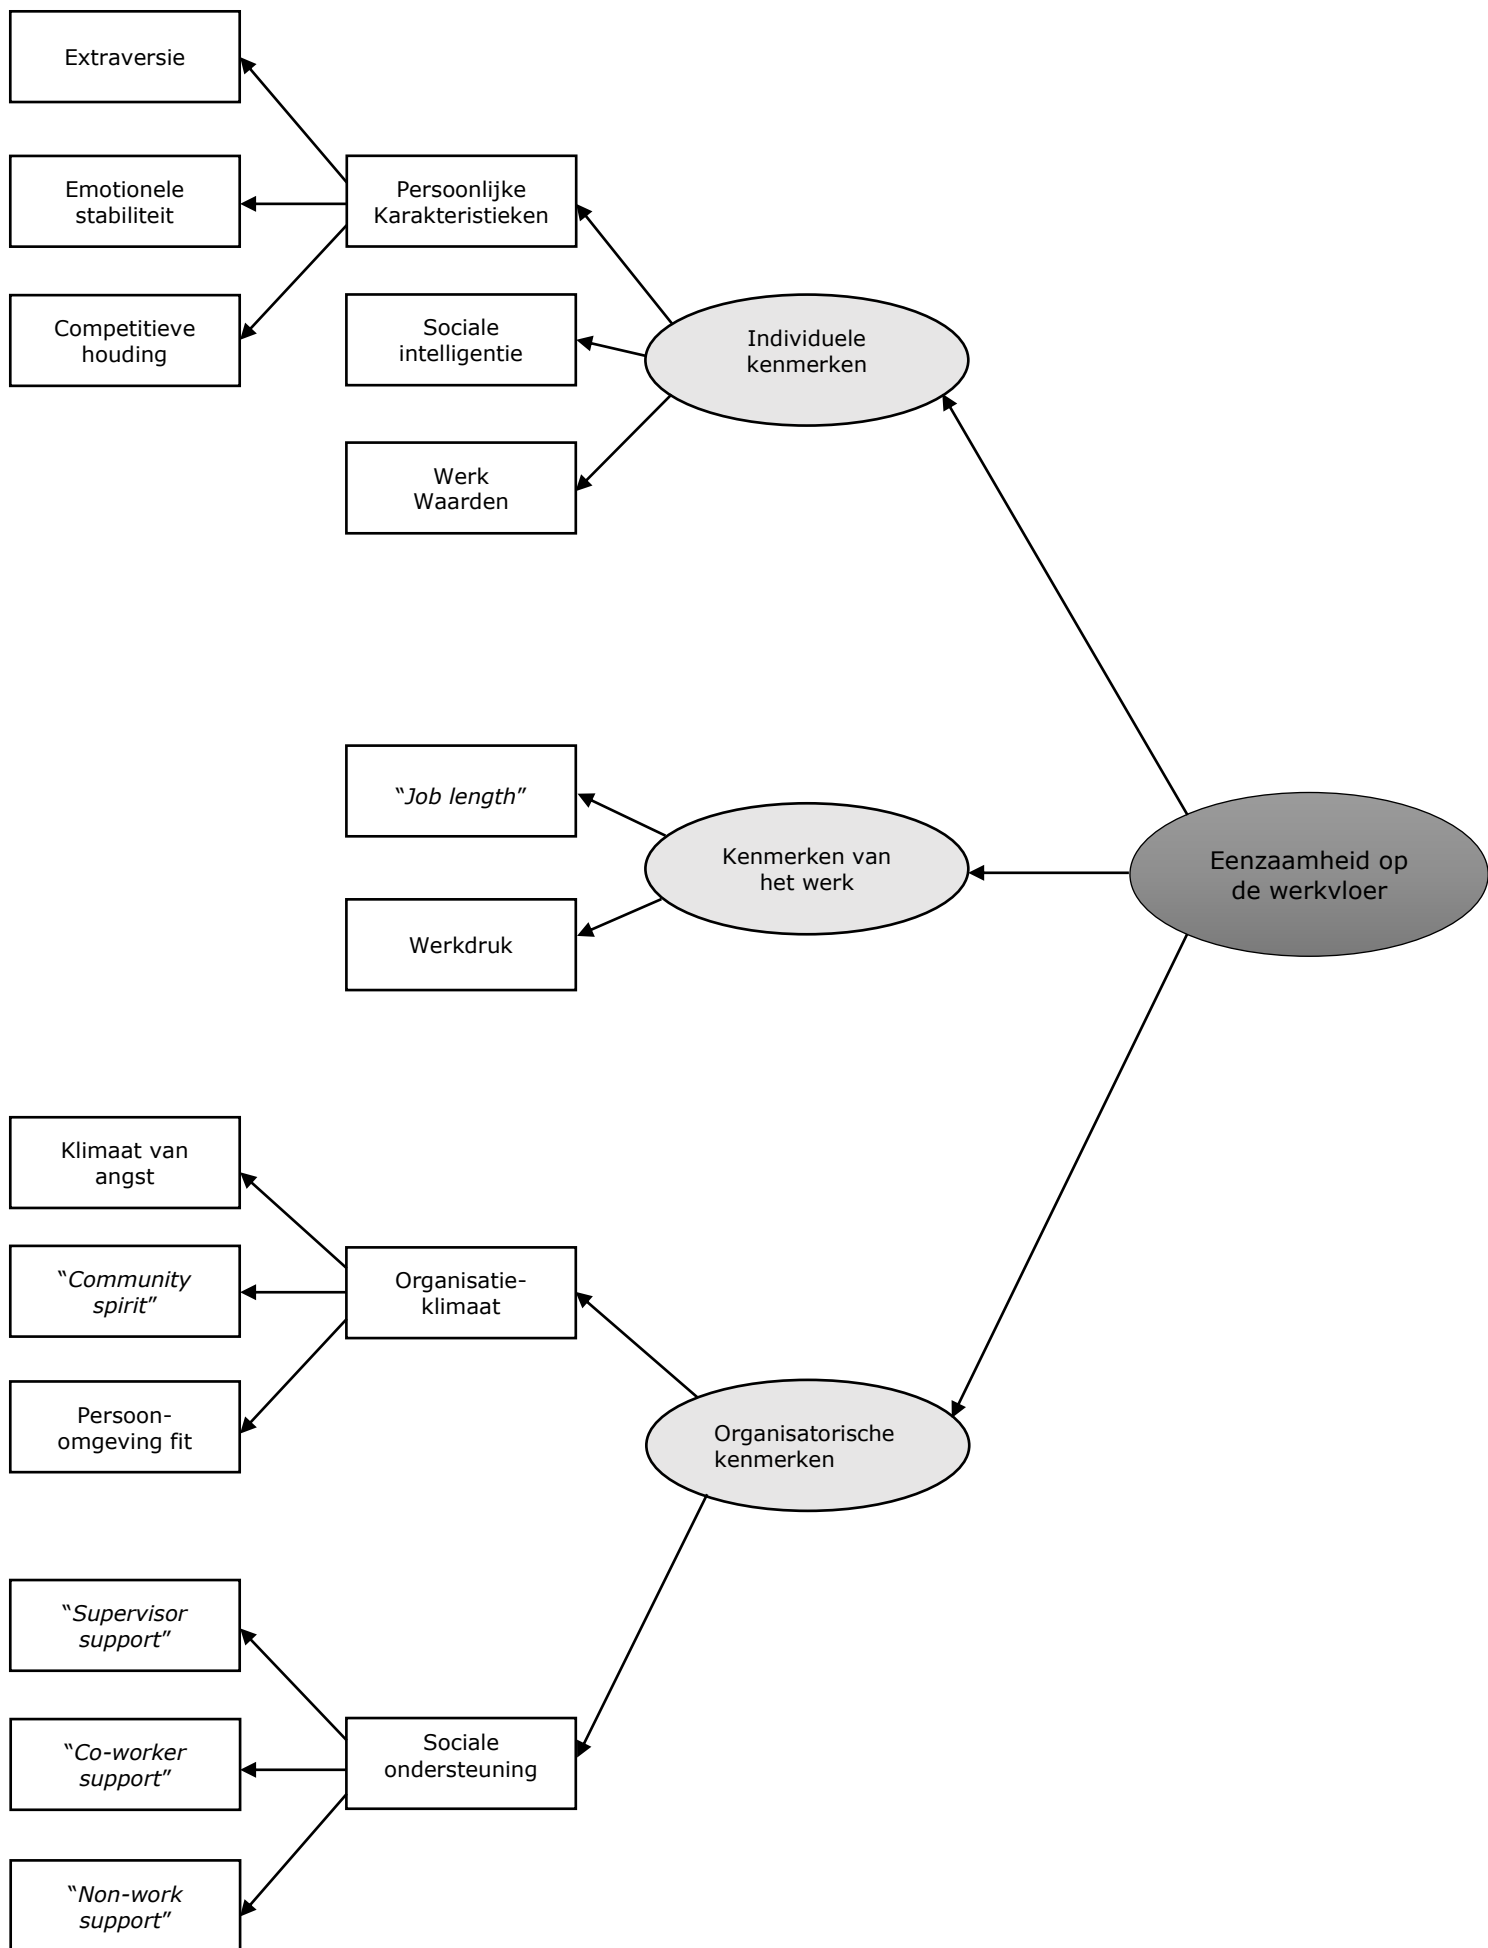 Extraversie
Emotionele
stabiliteit
Competitieve
houding
Persoonlijke
Karakteristieken
Sociale
intelligentie
Werk
Waarden
Individuele
kenmerken
“Job length”
Werkdruk
Kenmerken van
het werk
Eenzaamheid op
de werkvloer
Klimaat van
angst
“Community
spirit”
Persoon-
omgeving fit
Organisatie-
klimaat
Organisatorische
kenmerken
“Supervisor
support”
“Co-worker
support”
“Non-work
support”
Sociale
ondersteuning